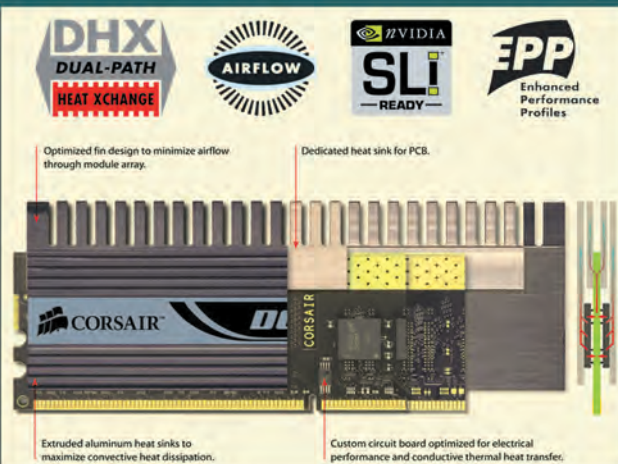 DHX
DUAL-PATH
HEAT XCHANGE
AIRFLOW
NVIDIA
SLI
READY
EPP
Enhanced
Performance
Profiles
Optimized fin design to minimize airflow
through module array.
Dedicated heat sink for PCB.
CORSAIR
CORSAIR
Extruded aluminum heat sinks to
maximize convective heat dissipation.
Custom circuit board optimized for electrical
performance and conductive thermal heat transfer.